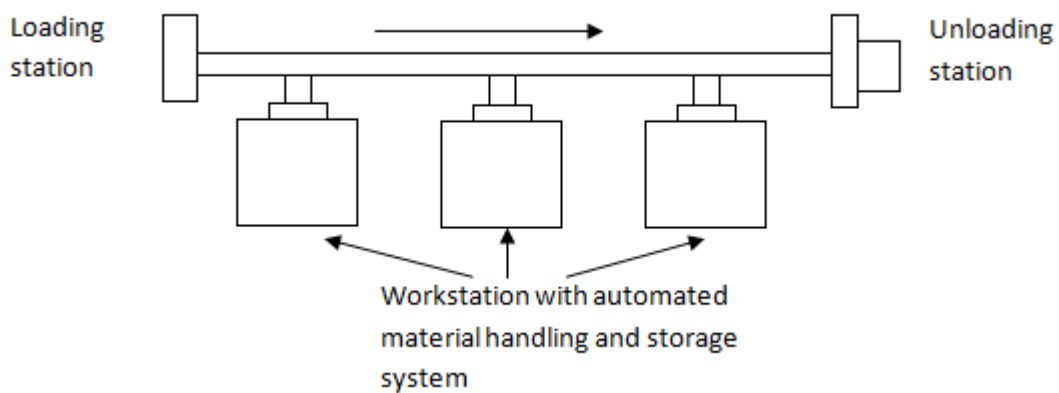 Loading
station
Unloading
station
Workstation with automated
material handling and storage
system